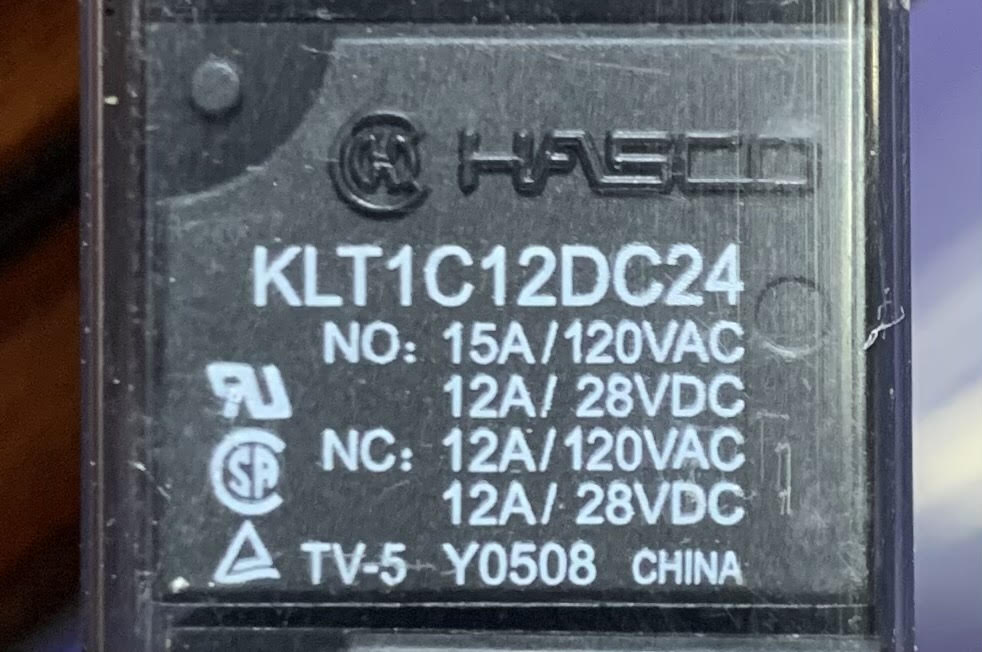 HASCO
KLT1C12DC24
NO: 15A/120VAC
12A/ 28VDC
NC: 12A/120VAC
12A/ 28VDC
TV-5 Y0508 CHINA